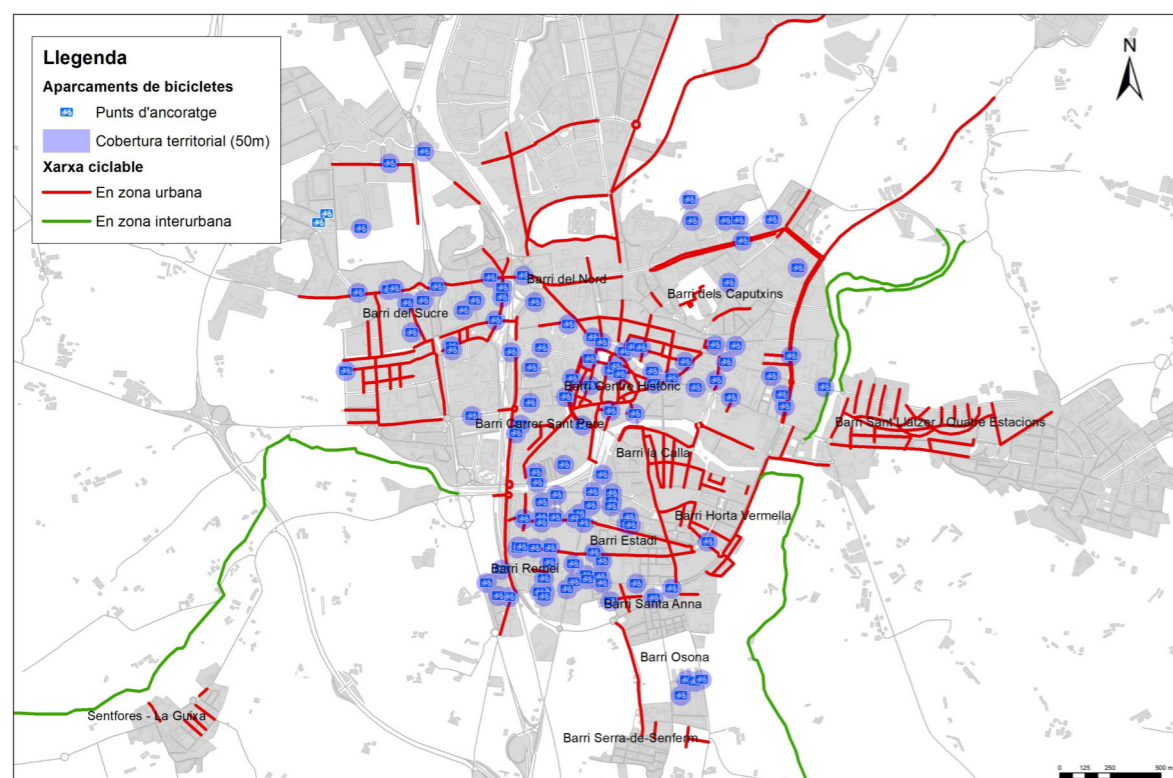 Llegenda
Aparcaments de bicicletes
Punts d'ancoratge
Cobertura territorial (50m)
Xarxa ciclable
En zona urbana
En zona interurbana
N
Barri del Nord
Barri dels Caputxins
Barri del Sucre
Barri Centre Històric
Barri Carrer Sant Pere
Barri Sant Llàtzer / Quatre Estacions
Barri la Calla
Barri Horta Vermella
Barri Estadi
Barri Remei
Barri Santa Anna
Barri Osona
Sentfores - La Guixa
Barri Serra-de-Senferm
0 125 250 500 m